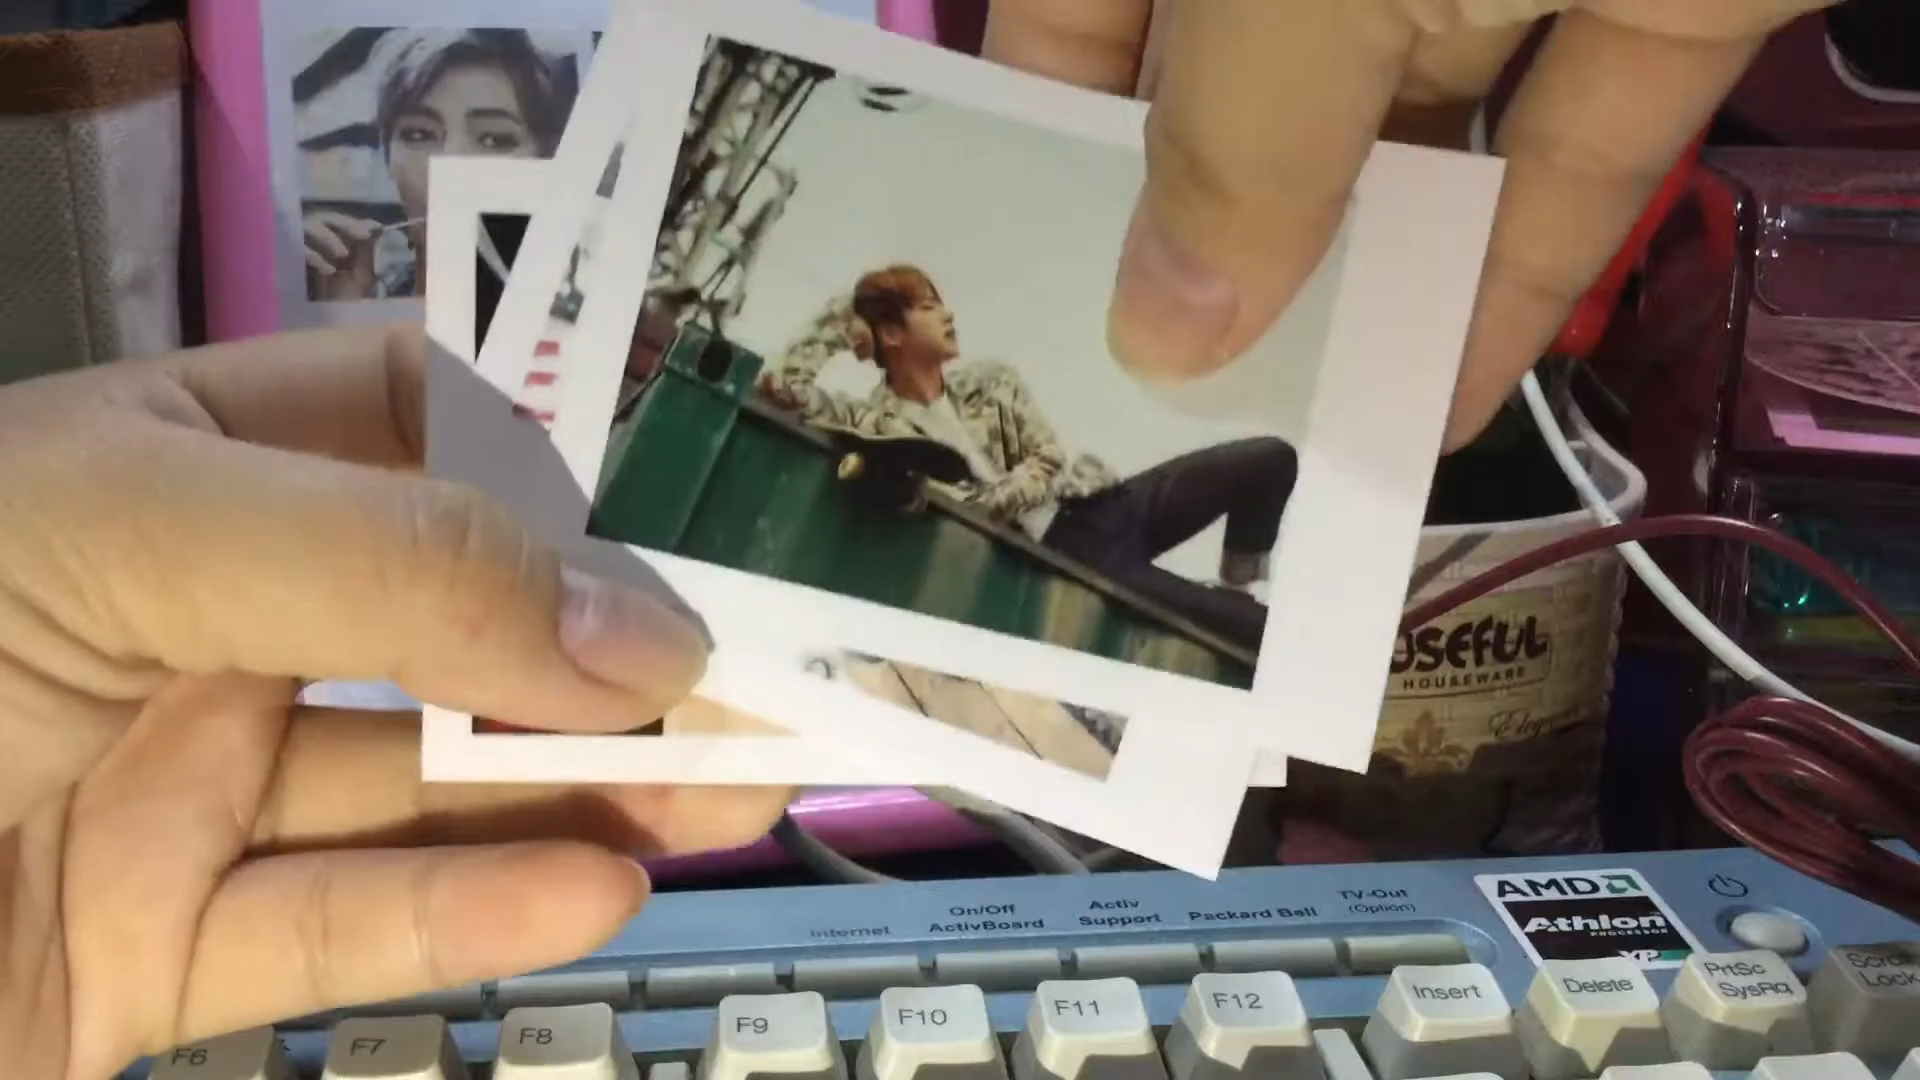 USEFUL
HOUSEWARE
Internet
On/Off
ActivBoard
Activ
Support
Packard Bell
TV-Out
(Option)
AMD
Athlon
PROCESSOR
XP
F6
F7
F8
F9
F10
F11
F12
Insert
Delete
PrtSc
SysRq
Scroll
Lock